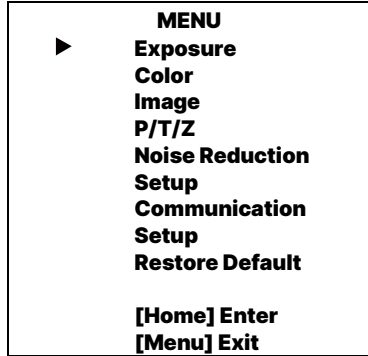 MENU
Exposure
Color
Image
P/T/Z
Noise Reduction
Setup
Communication
Setup
Restore Default
[Home] Enter
[Menu] Exit